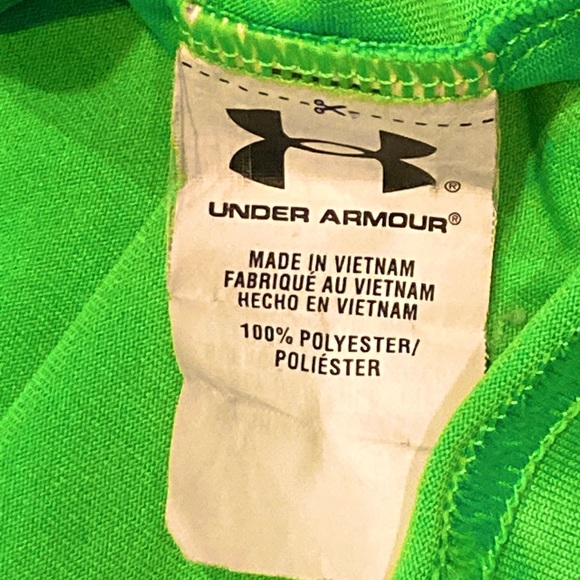 ®
UNDER ARMOUR®
MADE IN VIETNAM
FABRIQUÉ AU VIETNAM
HECHO EN VIETNAM
100% POLYESTER/
POLIÉSTER